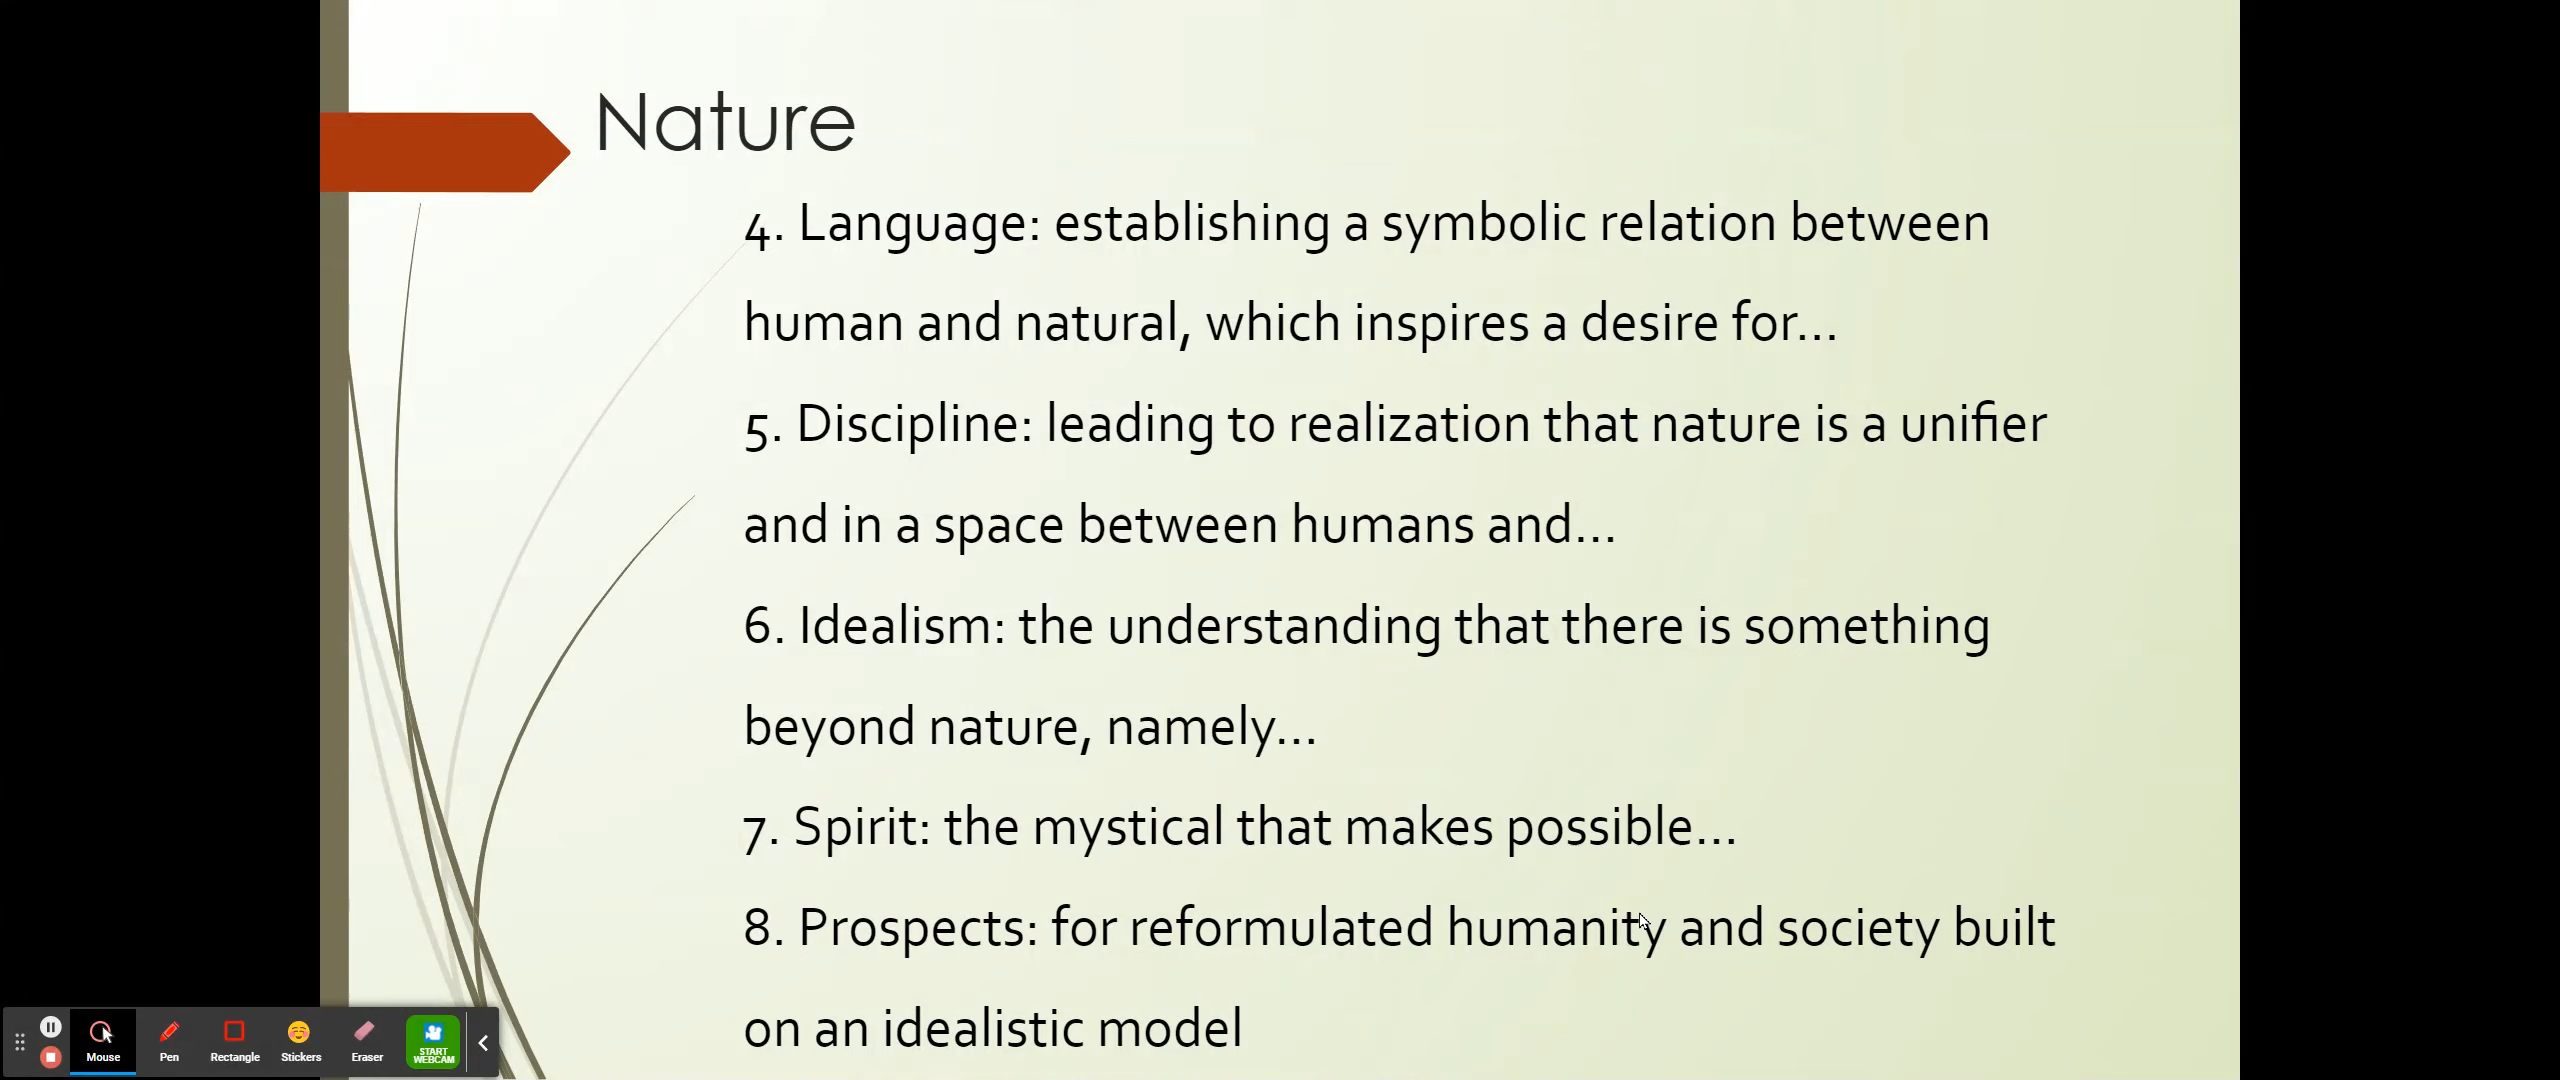 Nature
4. Language: establishing a symbolic relation between
human and natural, which inspires a desire for...
5. Discipline: leading to realization that nature is a unifier
and in a space between humans and...
6. Idealism: the understanding that there is something
beyond nature, namely...
7. Spirit: the mystical that makes possible...
8. Prospects: for reformulated humanity and society built
on an idealistic model
Mouse Pen Rectangle Stickers Eraser START
WEBCAM